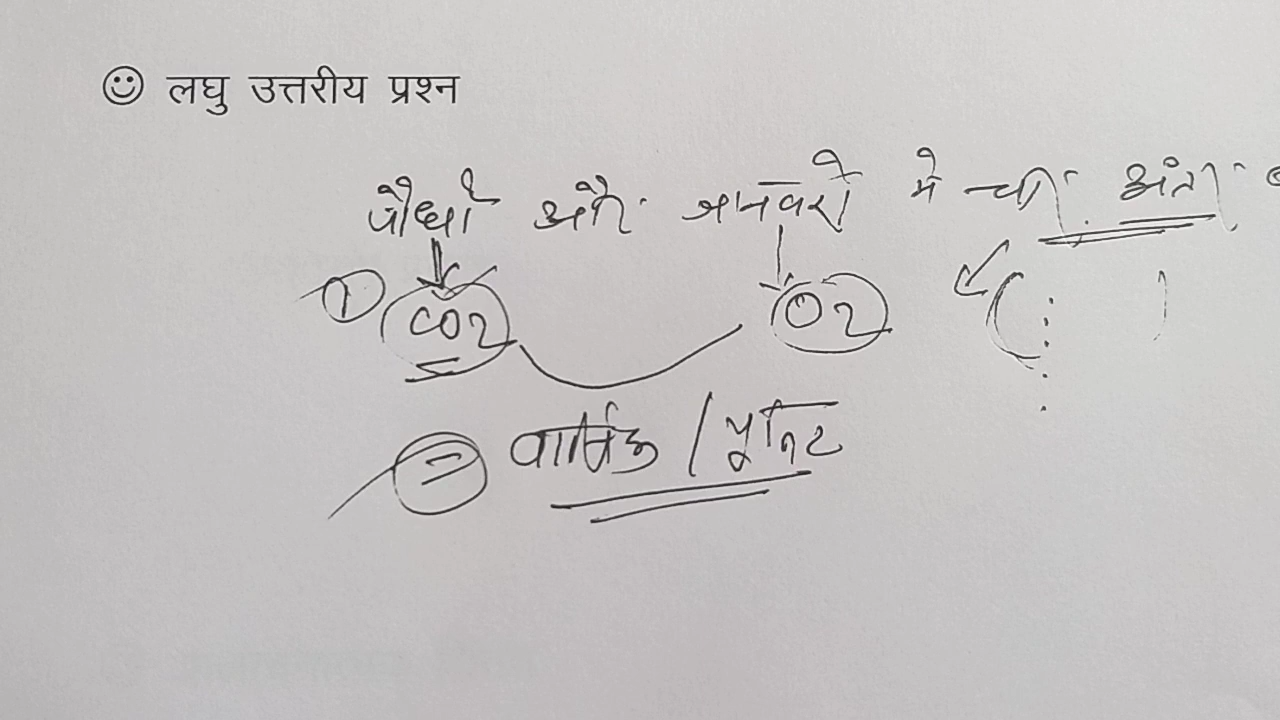 ☺ लघु उत्तरीय प्रश्न
पौधों और जानवरों में चार अंतर
① CO2 O2
② वार्षिक / यूनिट